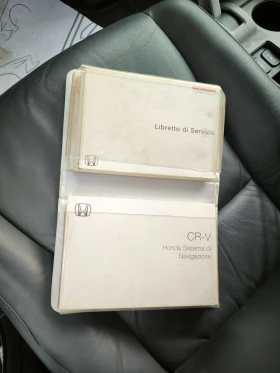 HONDA
Libretto di Servizio
CR-V
Honda Sistema di
Navigazione